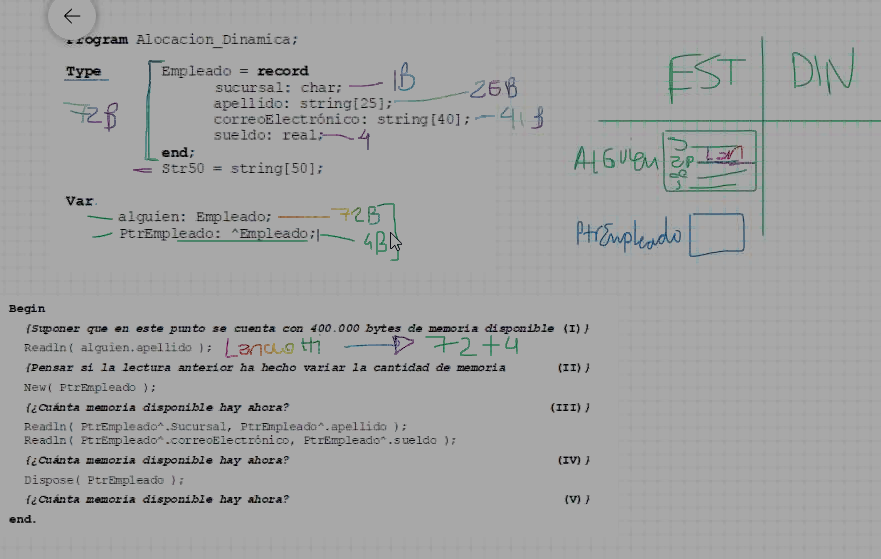 Program Alocacion_Dinamica;
Type
Empleado = record
sucursal: char; 1B
apellido: string[25]; 26B
correoElectrónico: string[40]; 41B
sueldo: real; 4
end;
72B
Str50 = string[50];
Var
alguien: Empleado; 72B
PtrEmpleado: ^Empleado; 4B
EST DIN
AlGuien
PtrEmpleado
Begin
{Suponer que en este punto se cuenta con 400.000 bytes de memoria disponible (I)}
Readln( alguien.apellido ); 72+4
{Pensar si la lectura anterior ha hecho variar la cantidad de memoria (II)}
New( PtrEmpleado );
{¿Cuánta memoria disponible hay ahora? (III)}
Readln( PtrEmpleado^.Sucursal, PtrEmpleado^.apellido );
Readln( PtrEmpleado^.correoElectrónico, PtrEmpleado^.sueldo );
{¿Cuánta memoria disponible hay ahora? (IV)}
Dispose( PtrEmpleado );
{¿Cuánta memoria disponible hay ahora? (V)}
end.